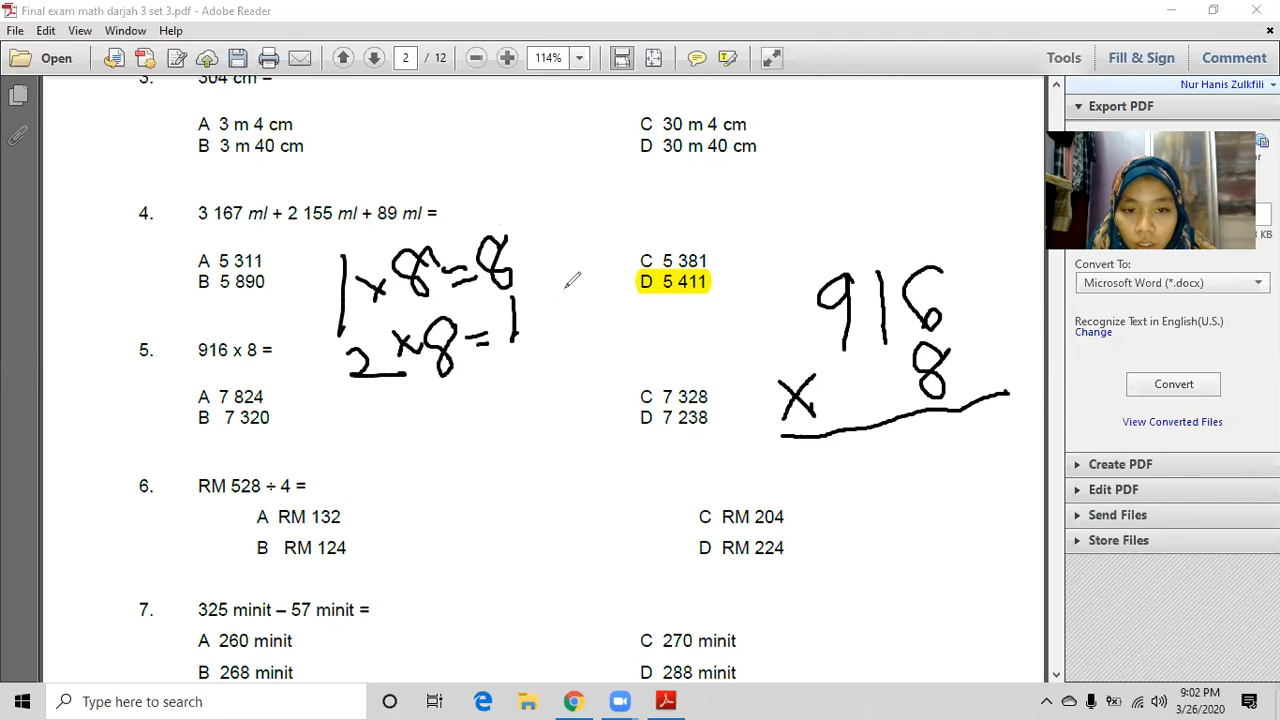 Final exam math darjah 3 set 3.pdf - Adobe Reader
File Edit View Window Help
Open 2 / 12 114% Tools Fill & Sign Comment
Nur Hanis Zulkfili
3. 304 cm =
A 3 m 4 cm C 30 m 4 cm
B 3 m 40 cm D 30 m 40 cm
4. 3 167 ml + 2 155 ml + 89 ml =
A 5 311 C 5 381
B 5 890 D 5 411
1 x 8 = 8
2 x 8 = 1
916
x 8
5. 916 x 8 =
A 7 824 C 7 328
B 7 320 D 7 238
6. RM 528 ÷ 4 =
A RM 132 C RM 204
B RM 124 D RM 224
7. 325 minit – 57 minit =
A 260 minit C 270 minit
B 268 minit D 288 minit
Export PDF
KB
Convert To:
Microsoft Word (*.docx)
Recognize Text in English(U.S.)
Change
Convert
View Converted Files
Create PDF
Edit PDF
Send Files
Store Files
Type here to search
9:02 PM
3/26/2020